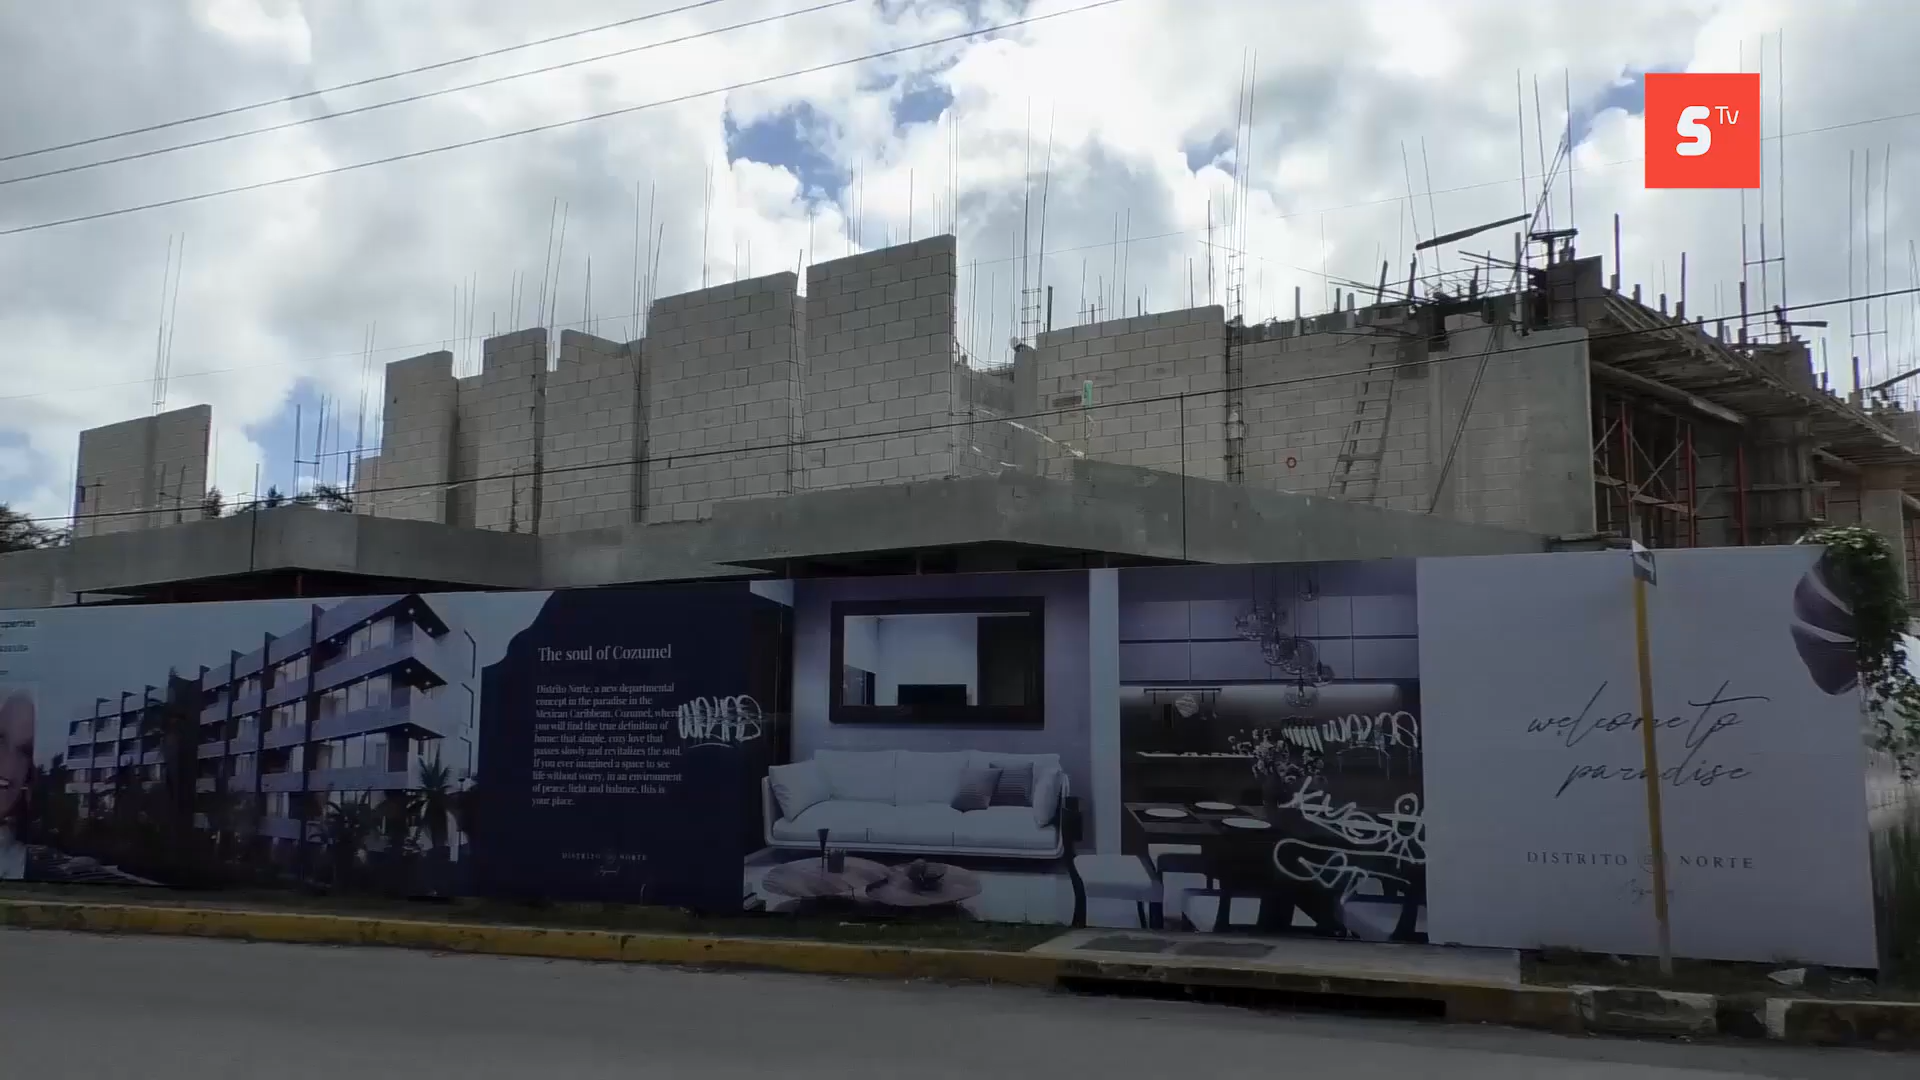 S Tv
The soul of Cozumel
Distrito Norte, a new departmental
concept in the paradise in the
Mexican Caribbean, Cozumel, where
you will find the true definition of
home: that simple, cozy love that
passes slowly and revitalizes the soul.
If you ever imagined a space to see
life without worry, in an environment
of peace, light and balance, this is
your place.
DISTRITO NORTE
welcome to
paradise
DISTRITO NORTE